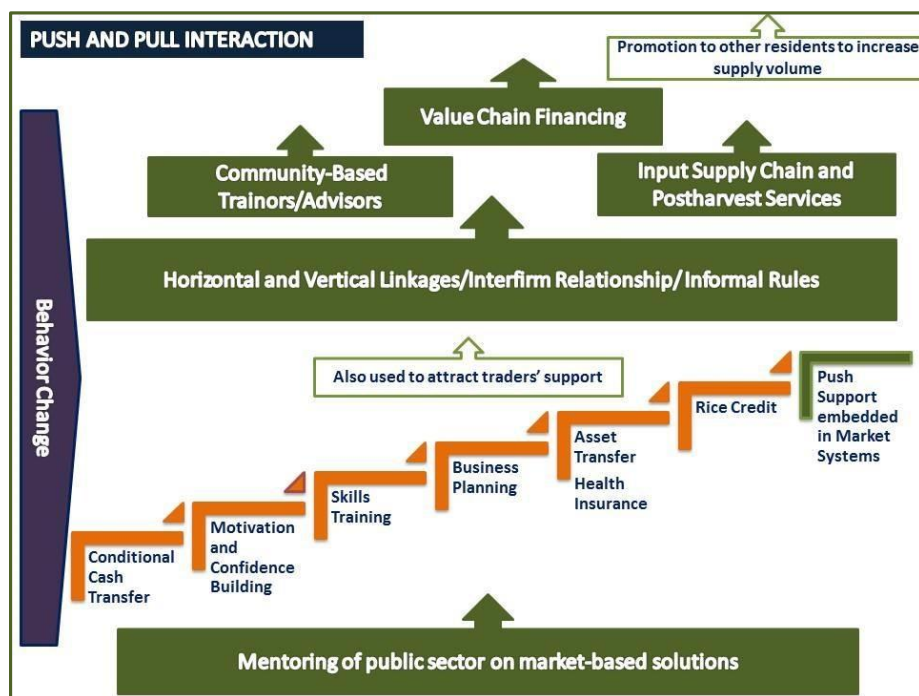 PUSH AND PULL INTERACTION
Promotion to other residents to increase
supply volume
Value Chain Financing
Community-Based
Trainors/Advisors
Input Supply Chain and
Postharvest Services
Horizontal and Vertical Linkages/Interfirm Relationship/ Informal Rules
Behavior Change
Also used to attract traders' support
Conditional
Cash
Transfer
Motivation
and
Confidence
Building
Skills
Training
Business
Planning
Asset
Transfer
Health
Insurance
Rice Credit
Push
Support
embedded
in Market
Systems
Mentoring of public sector on market-based solutions